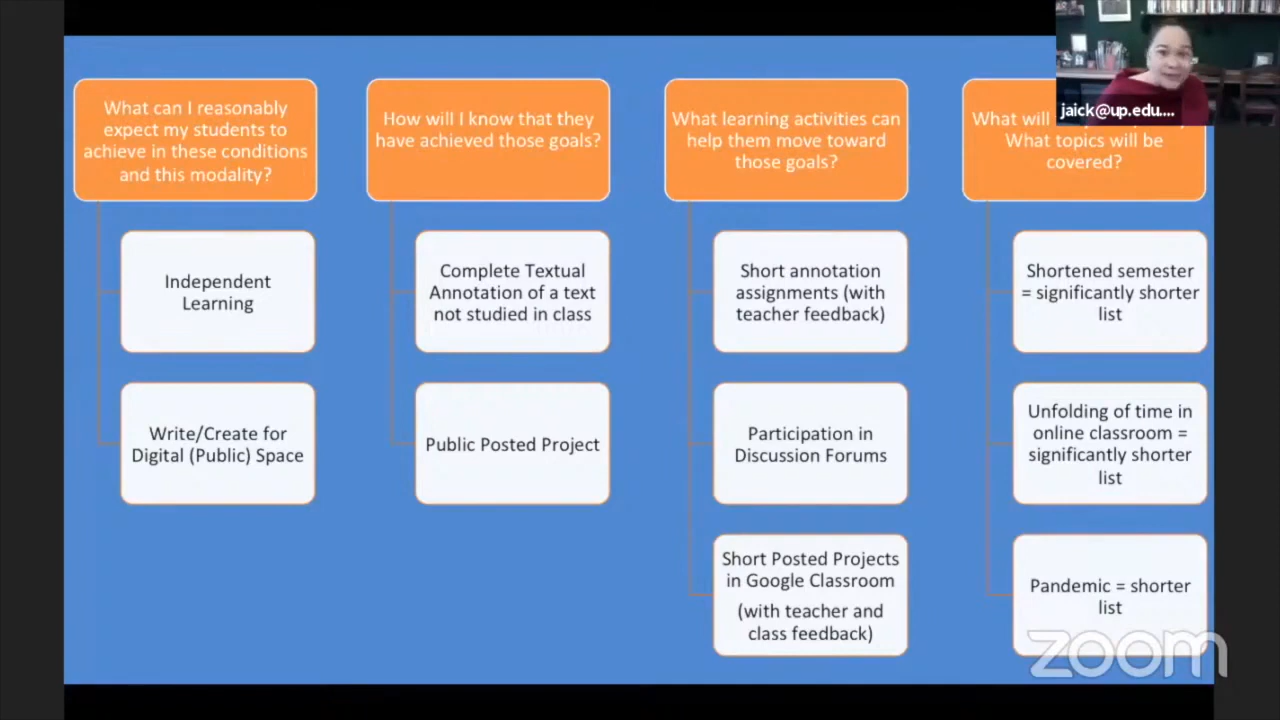 What can I reasonably
expect my students to
achieve in these conditions
and this modality?
Independent
Learning
Write/Create for
Digital (Public) Space
How will I know that they
have achieved those goals?
Complete Textual
Annotation of a text
not studied in class
Public Posted Project
What learning activities can
help them move toward
those goals?
Short annotation
assignments (with
teacher feedback)
Participation in
Discussion Forums
Short Posted Projects
in Google Classroom
(with teacher and
class feedback)
What will
What topics will be
covered?
Shortened semester
= significantly shorter
list
Unfolding of time in
online classroom =
significantly shorter
list
Pandemic = shorter
list
jaick@up.edu....
zoom